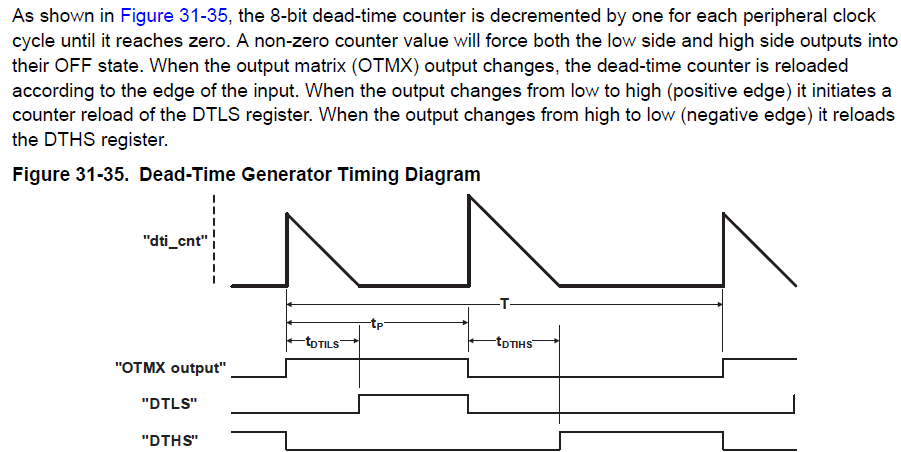 As shown in Figure 31-35, the 8-bit dead-time counter is decremented by one for each peripheral clock
cycle until it reaches zero. A non-zero counter value will force both the low side and high side outputs into
their OFF state. When the output matrix (OTMX) output changes, the dead-time counter is reloaded
according to the edge of the input. When the output changes from low to high (positive edge) it initiates a
counter reload of the DTLS register. When the output changes from high to low (negative edge) it reloads
the DTHS register.
Figure 31-35. Dead-Time Generator Timing Diagram
"dti_cnt"
T
tP
tDTILS
tDTIHS
"OTMX output"
"DTLS"
"DTHS"